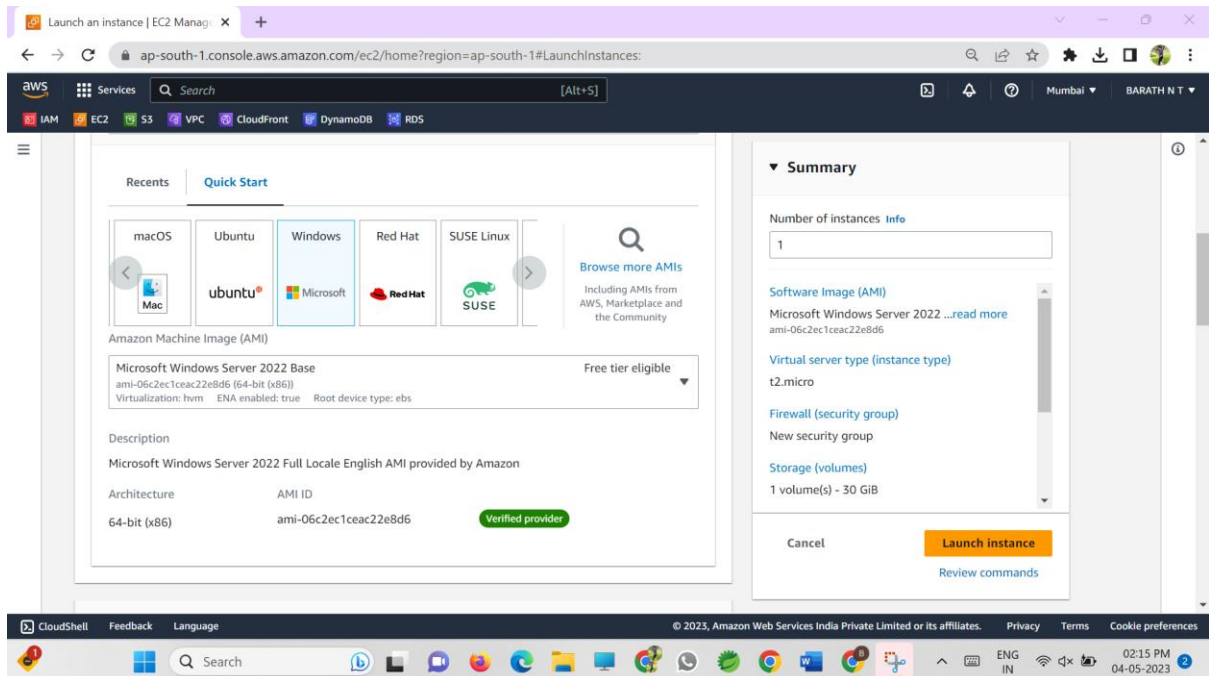 Launch an instance | EC2 Manag
ap-south-1.console.aws.amazon.com/ec2/home?region=ap-south-1#LaunchInstances:
aws Services Search [Alt+S] Mumbai BARATH N T
IAM EC2 S3 VPC CloudFront DynamoDB RDS
Recents Quick Start
macOS Ubuntu Windows Red Hat SUSE Linux
Mac ubuntu Microsoft Red Hat SUSE
Browse more AMIs
Including AMIs from
AWS, Marketplace and
the Community
Amazon Machine Image (AMI)
Microsoft Windows Server 2022 Base Free tier eligible
ami-06c2ec1ceac22e8d6 (64-bit (x86))
Virtualization: hvm ENA enabled: true Root device type: ebs
Description
Microsoft Windows Server 2022 Full Locale English AMI provided by Amazon
Architecture AMI ID
64-bit (x86) ami-06c2ec1ceac22e8d6 Verified provider
Summary
Number of instances Info
1
Software Image (AMI)
Microsoft Windows Server 2022 ...read more
ami-06c2ec1ceac22e8d6
Virtual server type (instance type)
t2.micro
Firewall (security group)
New security group
Storage (volumes)
1 volume(s) - 30 GiB
Cancel Launch instance
Review commands
CloudShell Feedback Language © 2023, Amazon Web Services India Private Limited or its affiliates. Privacy Terms Cookie preferences
Search ENG 02:15 PM
IN 04-05-2023 2